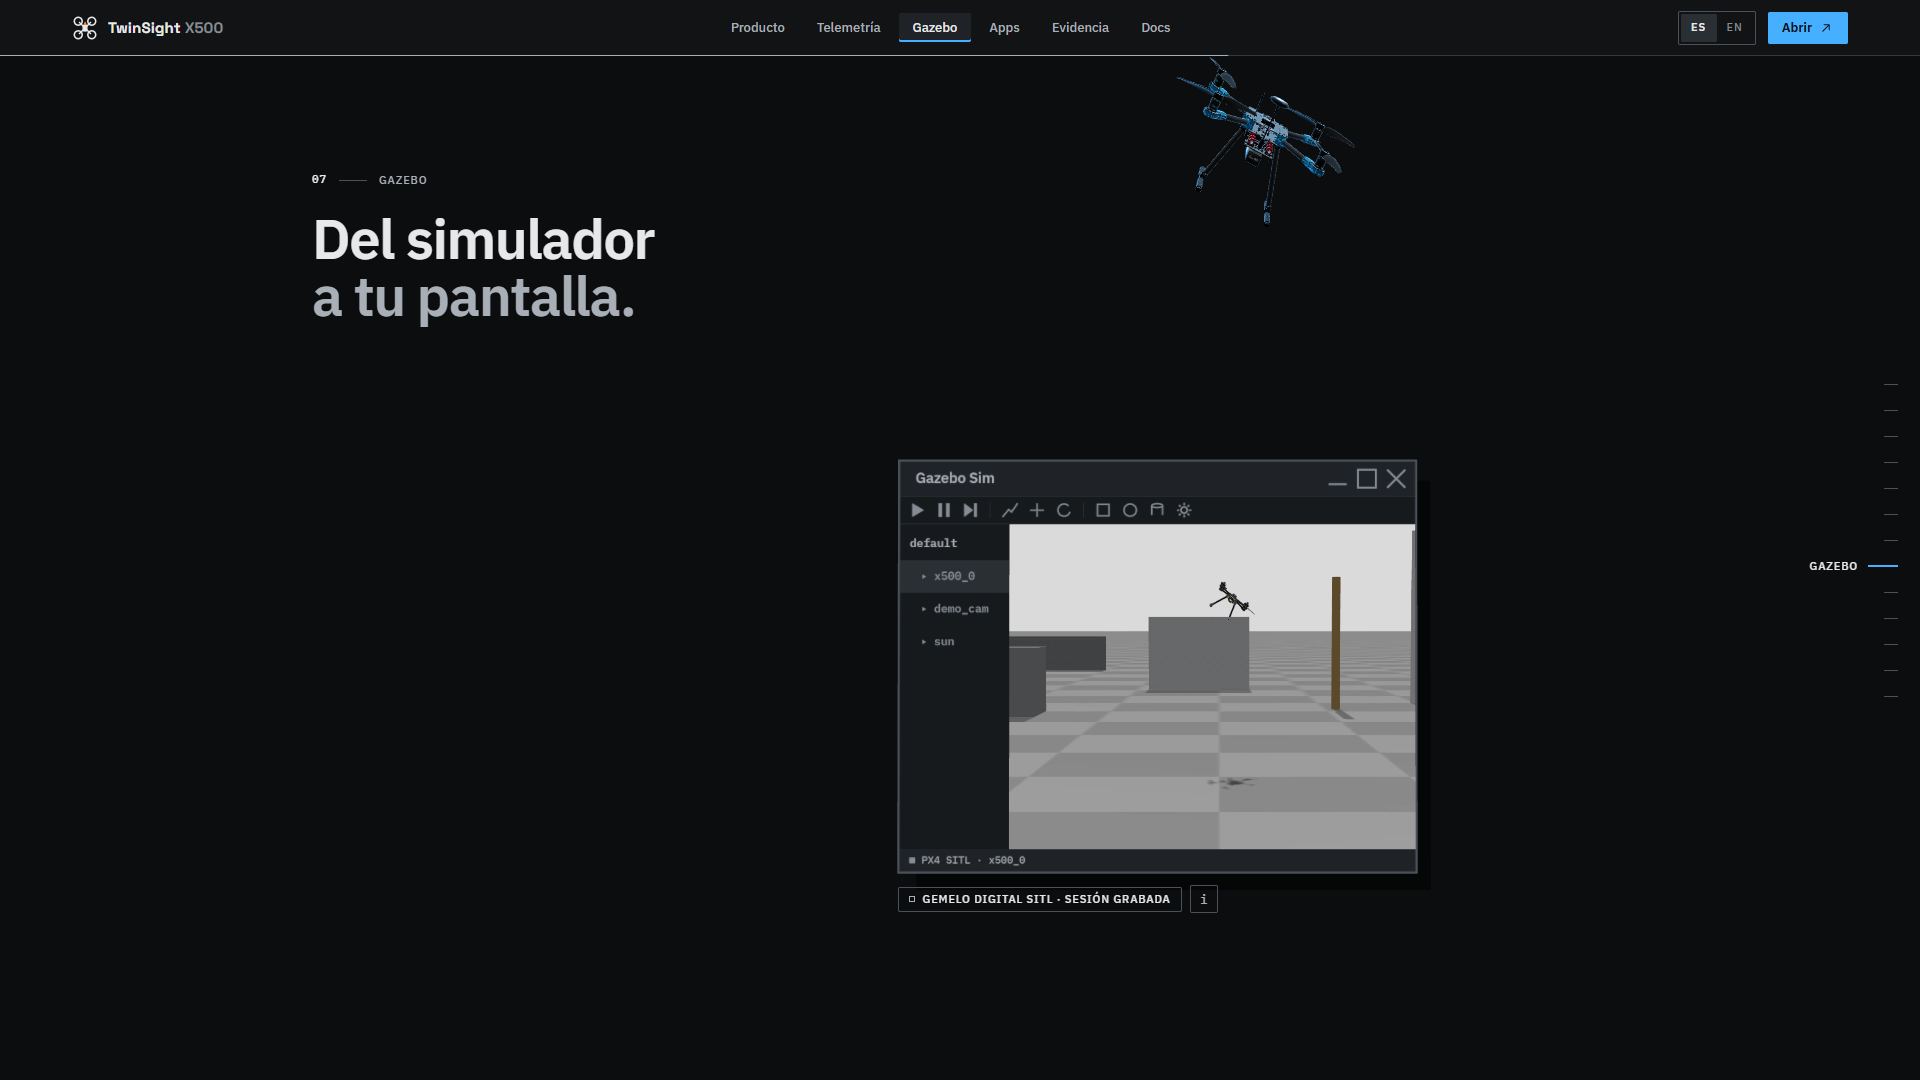 TwinSight X500
Producto
Telemetría
Gazebo
Apps
Evidencia
Docs
ES
EN
Abrir
07
GAZEBO
Del simulador
a tu pantalla.
GAZEBO
Gazebo Sim
default
x500_0
demo_cam
sun
PX4 SITL · x500_0
GEMELO DIGITAL SITL · SESIÓN GRABADA
i